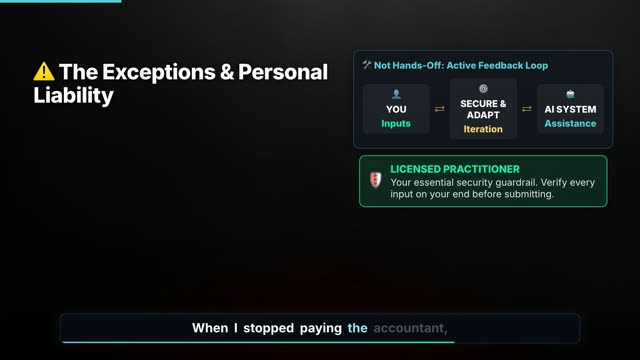 ⚠️ The Exceptions & Personal
Liability
🛠 Not Hands-Off: Active Feedback Loop
YOU
Inputs
SECURE &
ADAPT
Iteration
AI SYSTEM
Assistance
LICENSED PRACTITIONER
Your essential security guardrail. Verify every
input on your end before submitting.
When I stopped paying the accountant,